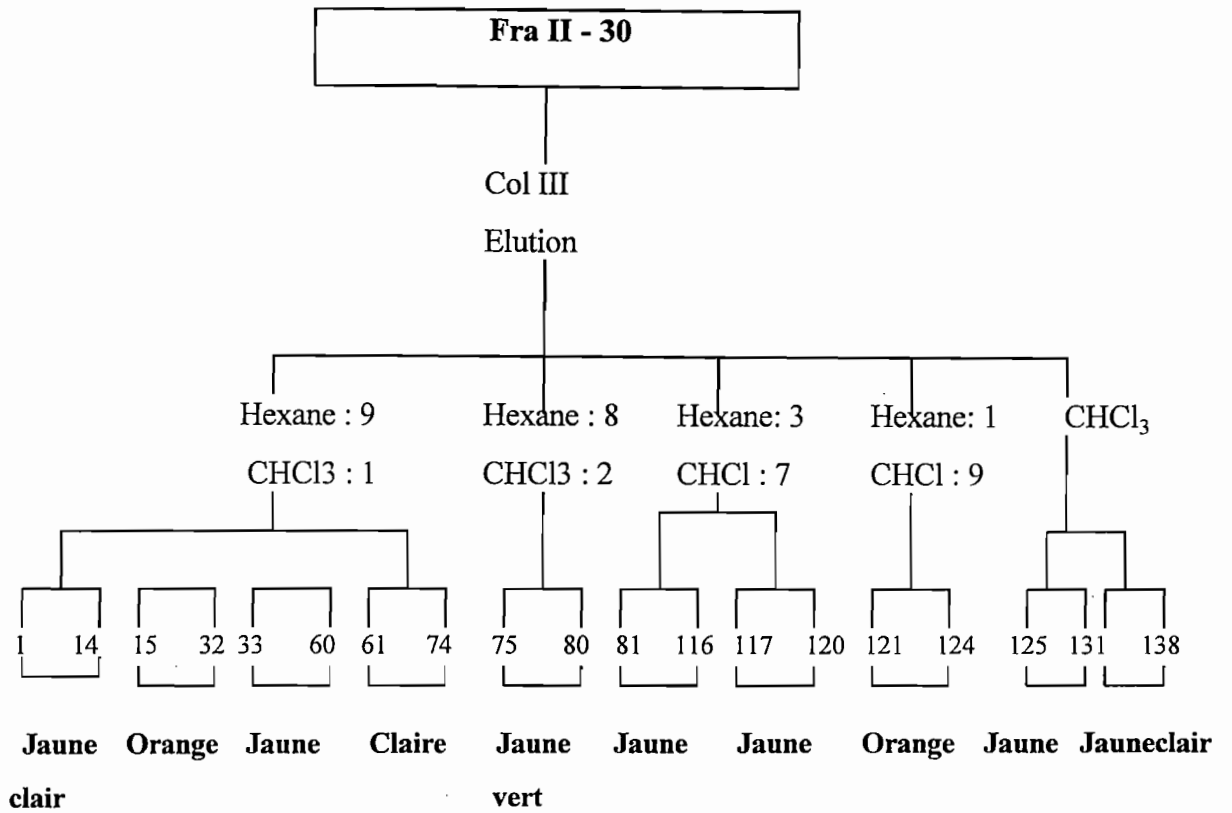 Fra II - 30
Col III
Elution
Hexane : 9 Hexane : 8 Hexane: 3 Hexane: 1 CHCl₃
CHCl3 : 1 CHCl3 : 2 CHCl : 7 CHCl : 9
1 14 15 32 33 60 61 74 75 80 81 116 117 120 121 124 125 131 131 138
Jaune Orange Jaune Claire Jaune Jaune Jaune Orange Jaune Jauneclair
clair vert